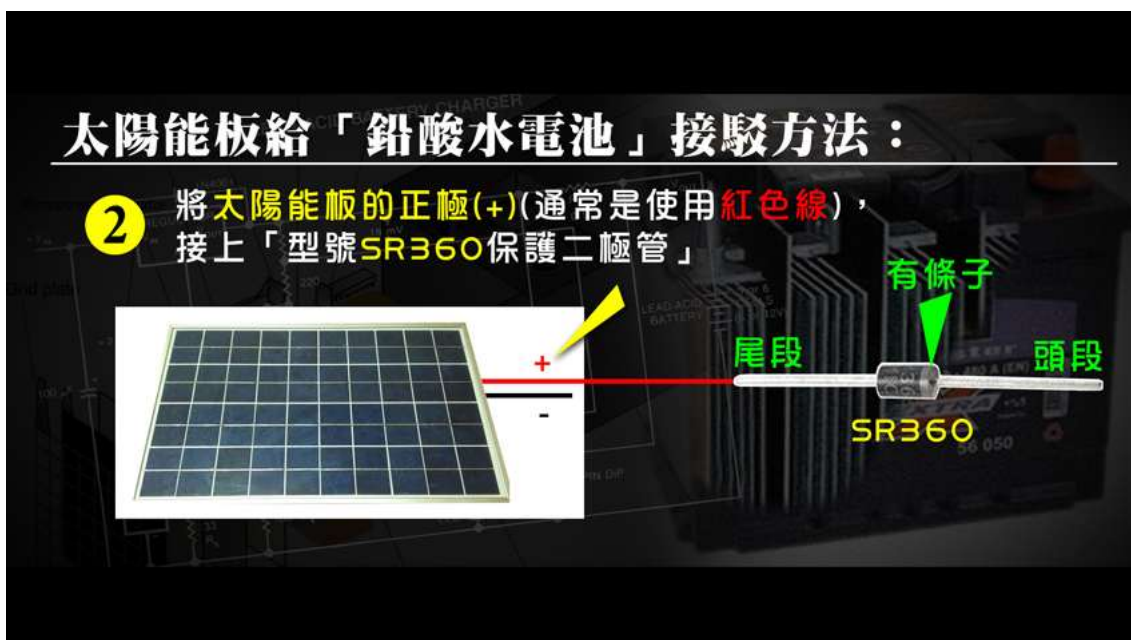 太陽能板給「鉛酸水電池」接駁方法：
2
將太陽能板的正極(+)(通常是使用紅色線)，
接上「型號SR360保護二極管」
有條子
尾段
頭段
+
-
SR360
56 050